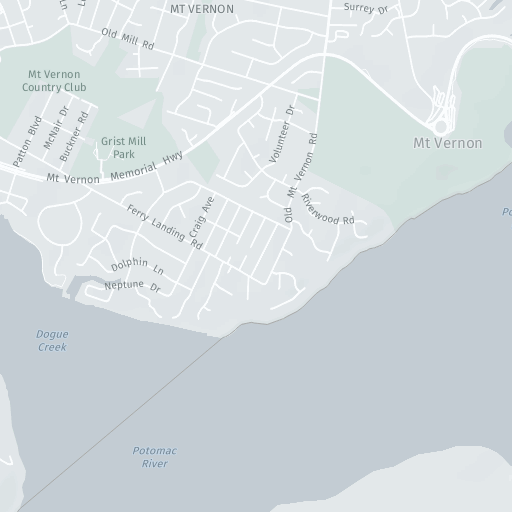 Surrey Dr
MT VERNON
Old Mill Rd
Mt Vernon
Country Club
McNair Dr
Patton Blvd
Buckner Rd
Grist Mill
Park
Volunteer Dr
Mt Vernon
Mt Vernon Memorial Hwy
Old Mt Vernon Rd
Riverwood Rd
Craig Ave
Ferry Landing Rd
Dolphin Ln
Neptune Dr
Dogue
Creek
Potomac
River